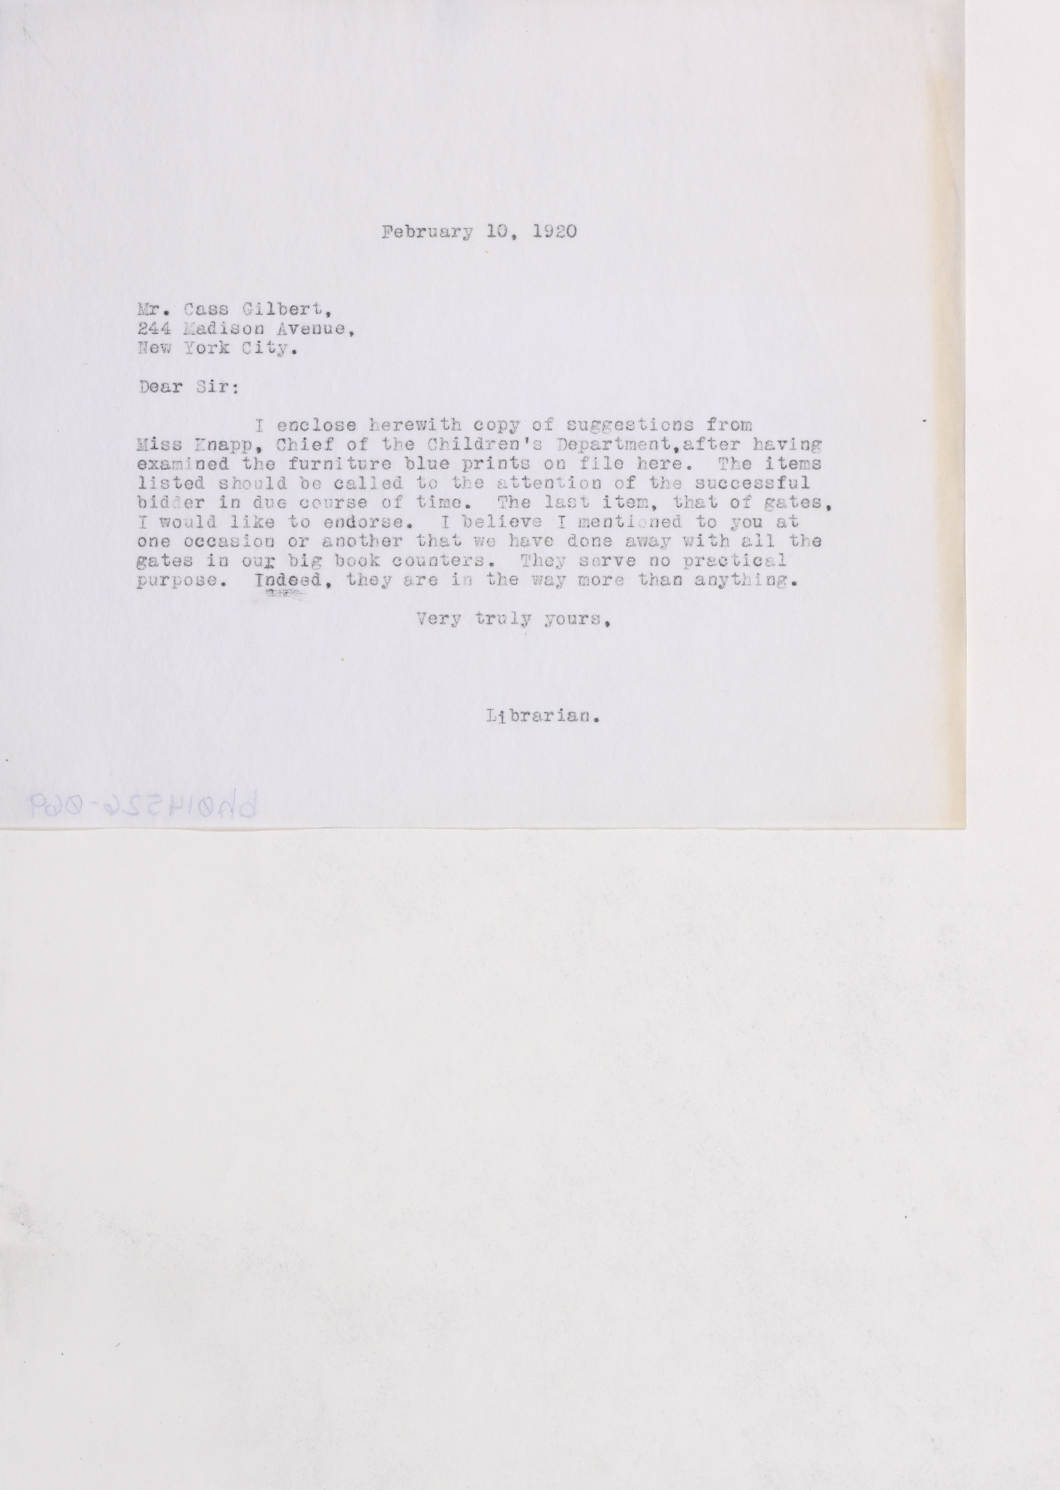 February 10, 1920
Mr. Cass Gilbert,
244 Madison Avenue,
New York City.
Dear Sir:
I enclose herewith copy of suggestions from
Miss Knapp, Chief of the Children's Department,after having
examined the furniture blue prints on file here. The items
listed should be called to the attention of the successful
bidder in due course of time. The last item, that of gates,
I would like to endorse. I believe I mentioned to you at
one occasion or another that we have done away with all the
gates in our big book counters. They serve no practical
purpose. Indeed, they are in the way more than anything.
Very truly yours,
Librarian.
bh014526-069